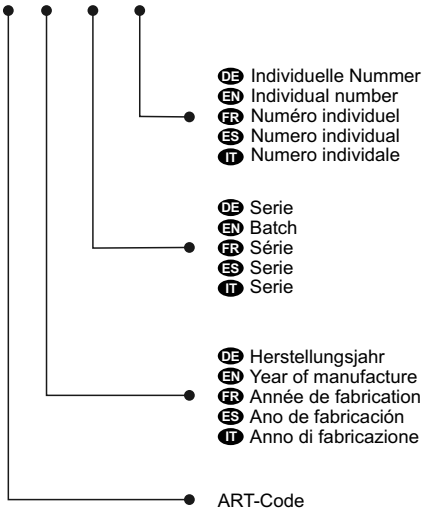 DE Individuelle Nummer
EN Individual number
FR Numéro individuel
ES Numero individual
IT Numero individale
DE Serie
EN Batch
FR Série
ES Serie
IT Serie
DE Herstellungsjahr
EN Year of manufacture
FR Année de fabrication
ES Ano de fabricación
IT Anno di fabricazione
ART-Code